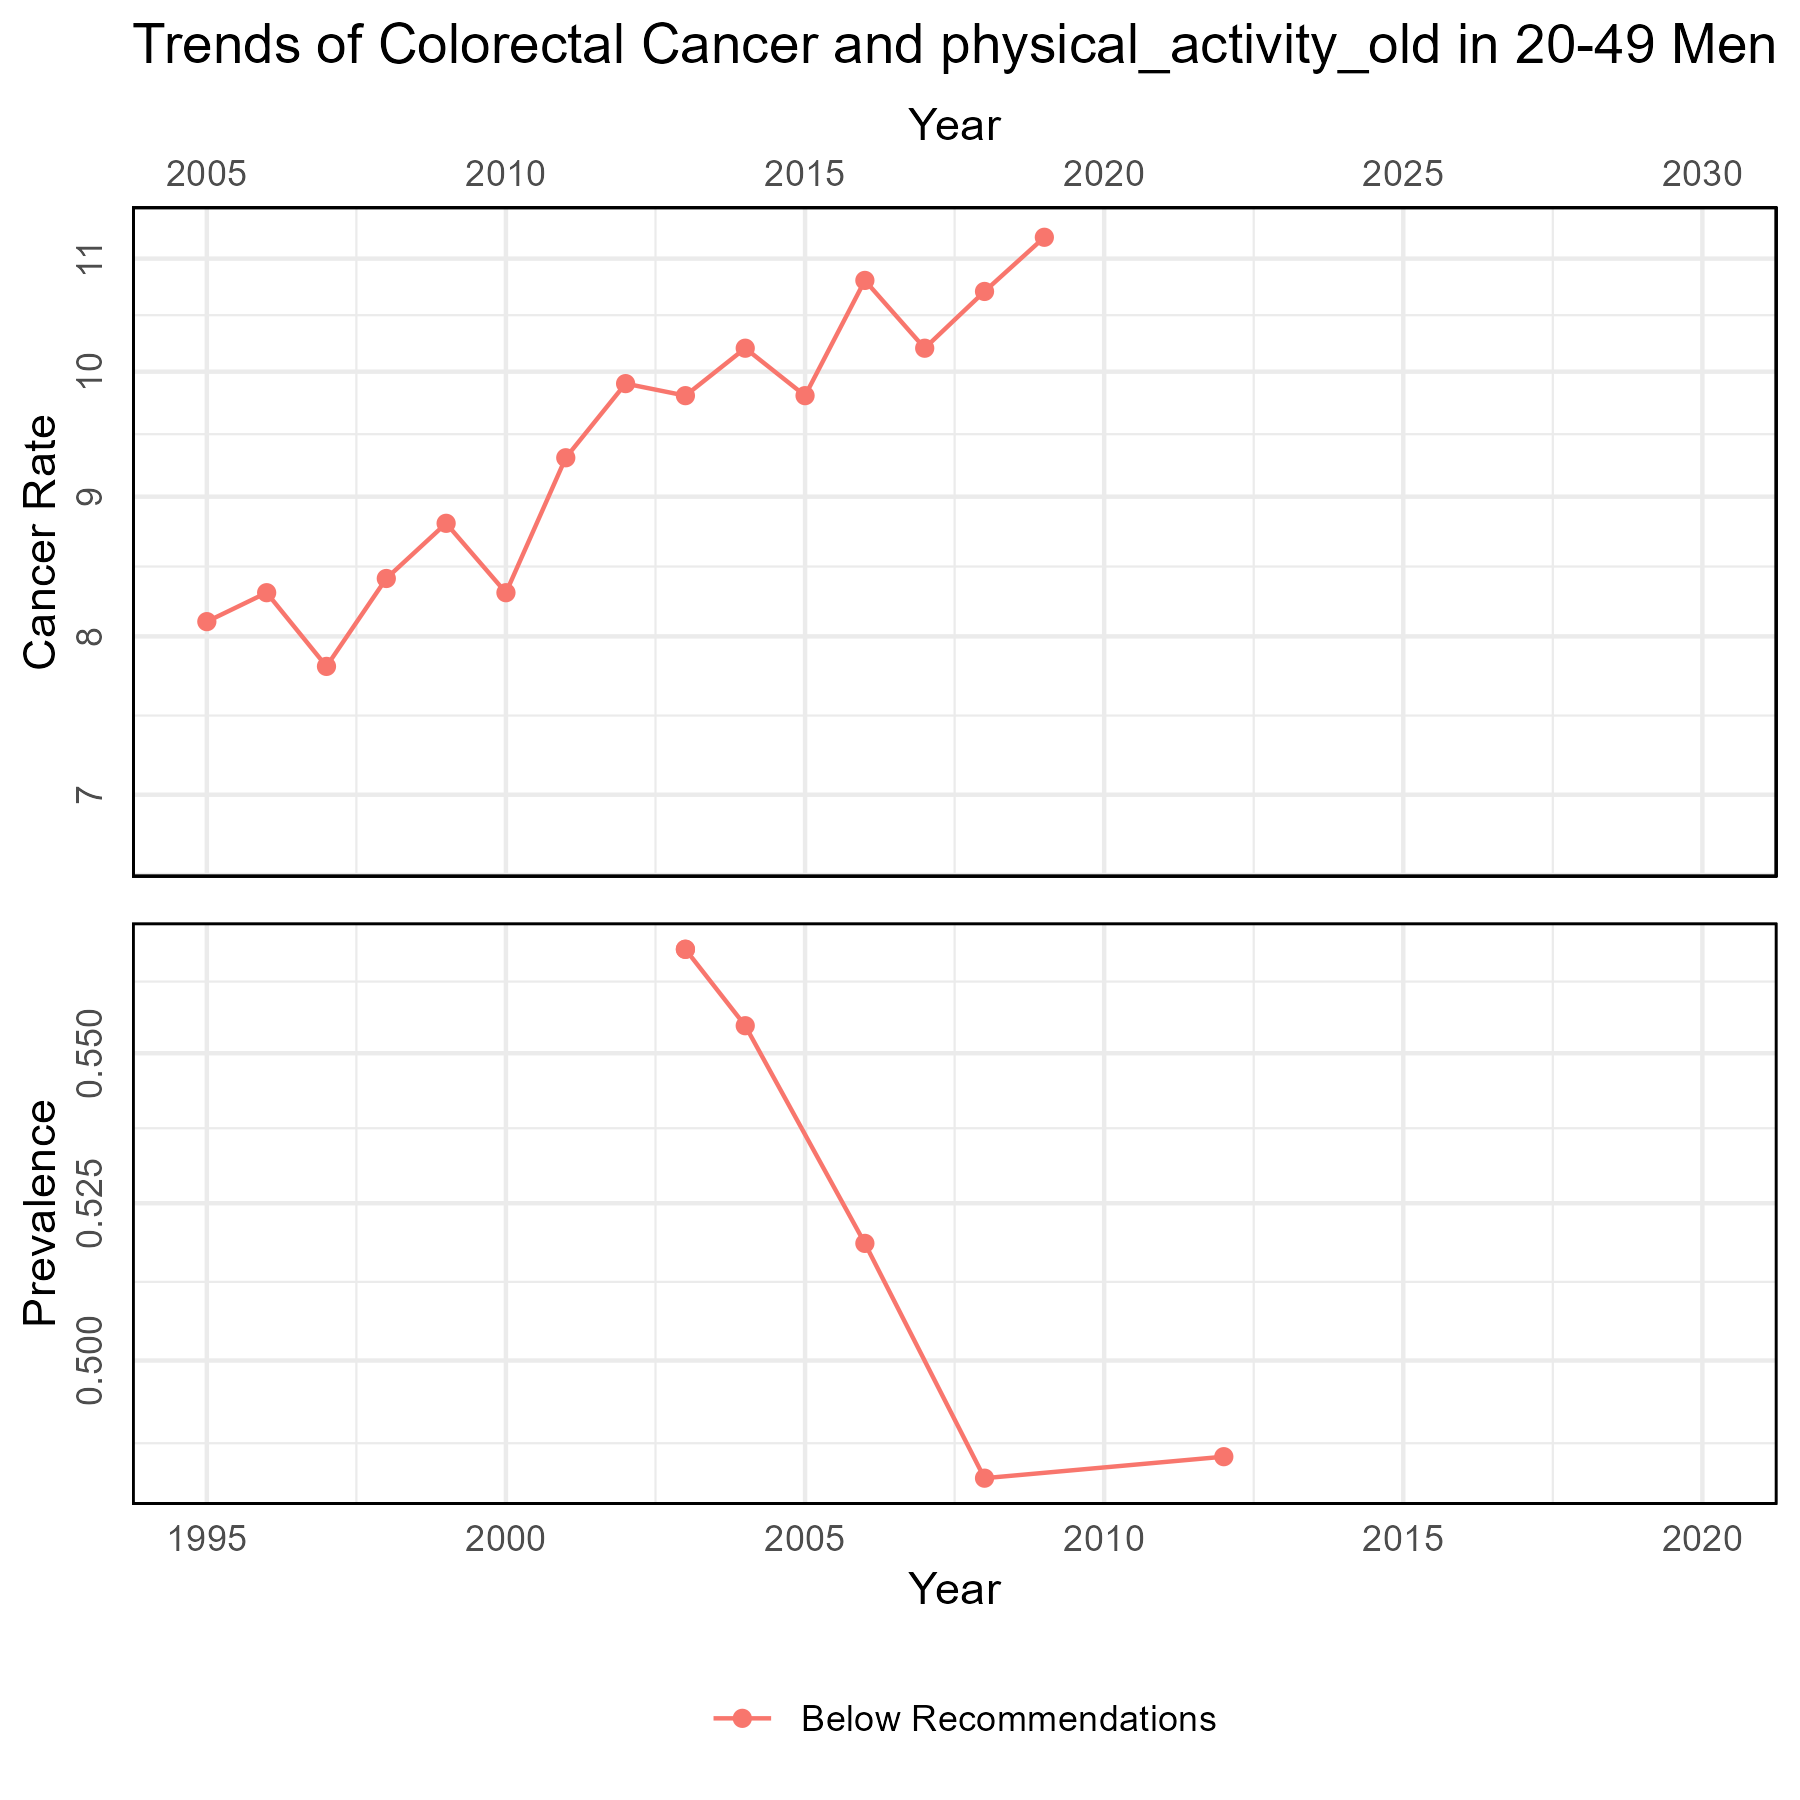 Trends of Colorectal Cancer and physical_activity_old in 20-49 Men
Year
2005 2010 2015 2020 2025 2030
Cancer Rate
11
10
9
8
7
Prevalence
0.550
0.525
0.500
1995 2000 2005 2010 2015 2020
Year
Below Recommendations